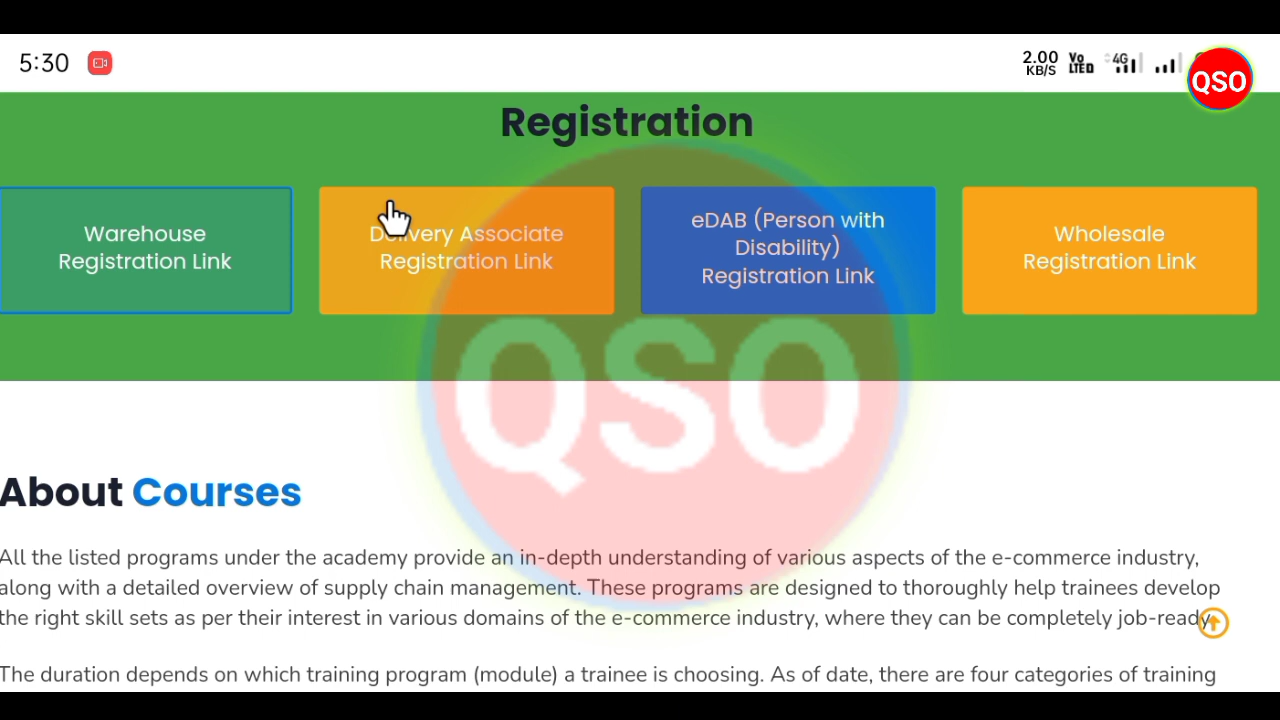 5:30
2.00
KB/S
Vo
LTED
4G
QSO
Registration
Warehouse
Registration Link
Delivery Associate
Registration Link
eDAB (Person with
Disability)
Registration Link
Wholesale
Registration Link
QSO
About Courses
All the listed programs under the academy provide an in-depth understanding of various aspects of the e-commerce industry,
along with a detailed overview of supply chain management. These programs are designed to thoroughly help trainees develop
the right skill sets as per their interest in various domains of the e-commerce industry, where they can be completely job-ready.
The duration depends on which training program (module) a trainee is choosing. As of date, there are four categories of training